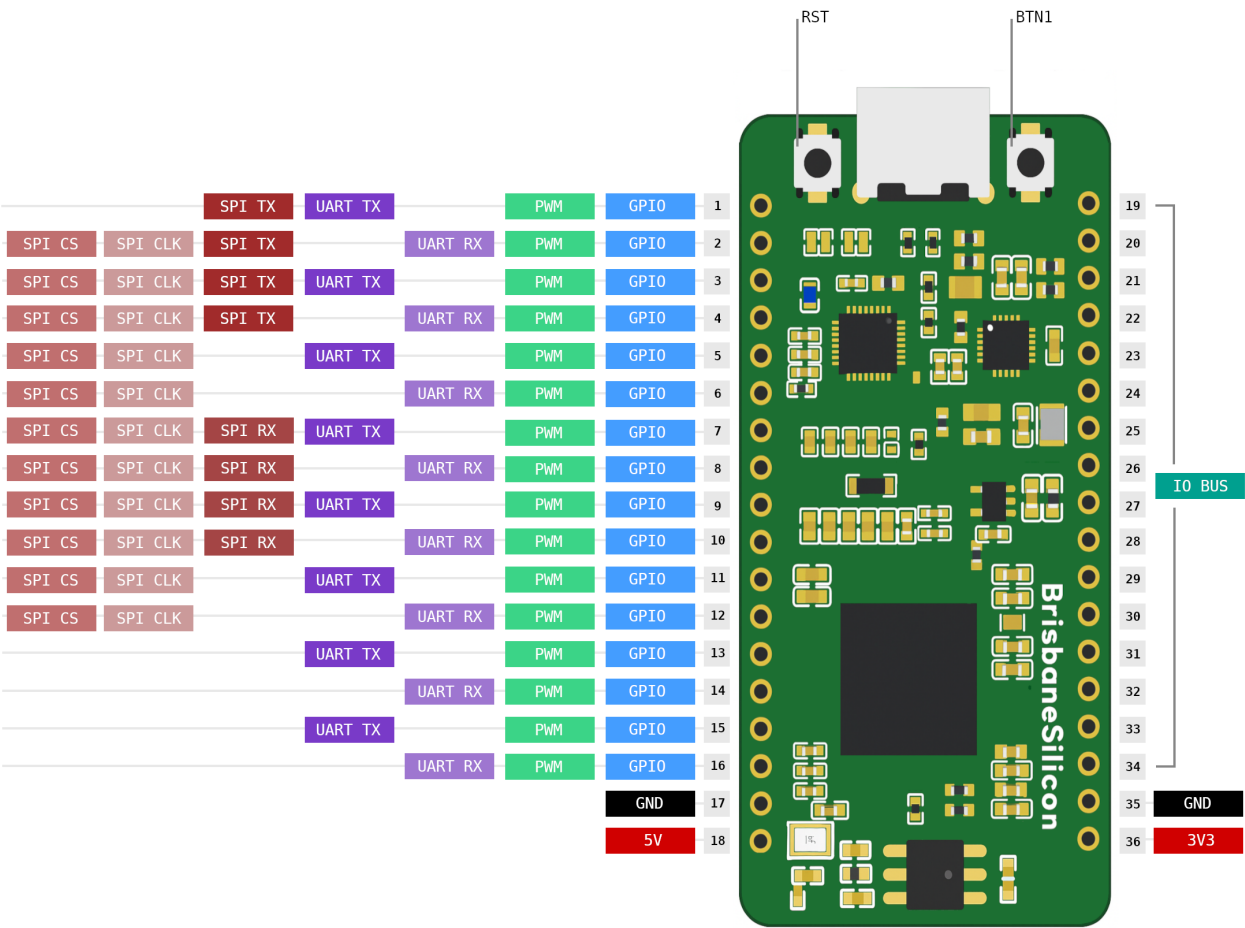 RST BTN1
SPI TX UART TX PWM GPIO 1 19
SPI CS SPI CLK SPI TX UART RX PWM GPIO 2 20
SPI CS SPI CLK SPI TX UART TX PWM GPIO 3 21
SPI CS SPI CLK SPI TX UART RX PWM GPIO 4 22
SPI CS SPI CLK UART TX PWM GPIO 5 23
SPI CS SPI CLK UART RX PWM GPIO 6 24
SPI CS SPI CLK SPI RX UART TX PWM GPIO 7 25
SPI CS SPI CLK SPI RX UART RX PWM GPIO 8 26
IO BUS
SPI CS SPI CLK SPI RX UART TX PWM GPIO 9 27
SPI CS SPI CLK SPI RX UART RX PWM GPIO 10 28
SPI CS SPI CLK UART TX PWM GPIO 11 29
SPI CS SPI CLK UART RX PWM GPIO 12 30
UART TX PWM GPIO 13 31
UART RX PWM GPIO 14 32
UART TX PWM GPIO 15 33
UART RX PWM GPIO 16 34
GND 17 35 GND
5V 18 36 3V3
BrisbaneSilicon